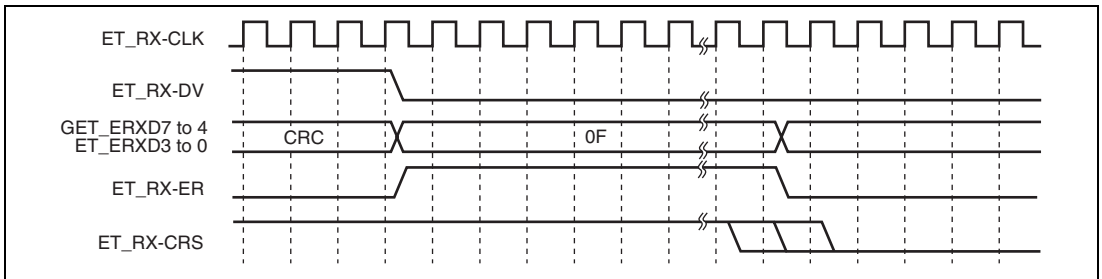 ET_RX-CLK
ET_RX-DV
GET_ERXD7 to 4
ET_ERXD3 to 0
CRC
0F
ET_RX-ER
ET_RX-CRS